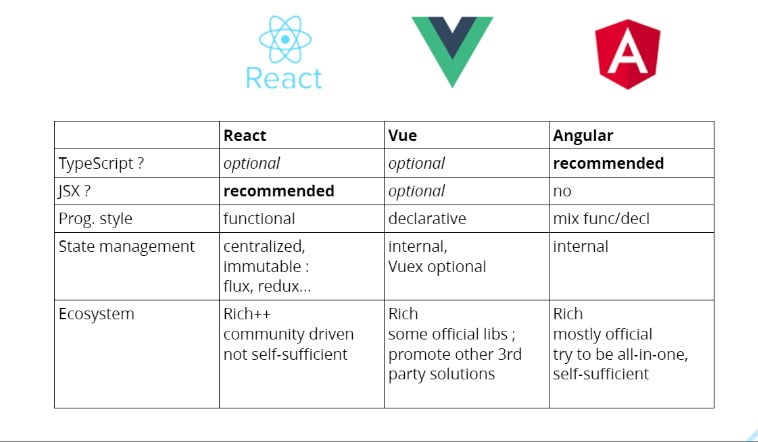 React
A
React Vue Angular
TypeScript ? optional optional recommended
JSX ? recommended optional no
Prog. style functional declarative mix func/decl
State management centralized, internal, internal
immutable : Vuex optional
flux, redux...
Ecosystem Rich++ Rich Rich
community driven some official libs ; mostly official
not self-sufficient promote other 3rd try to be all-in-one,
party solutions self-sufficient